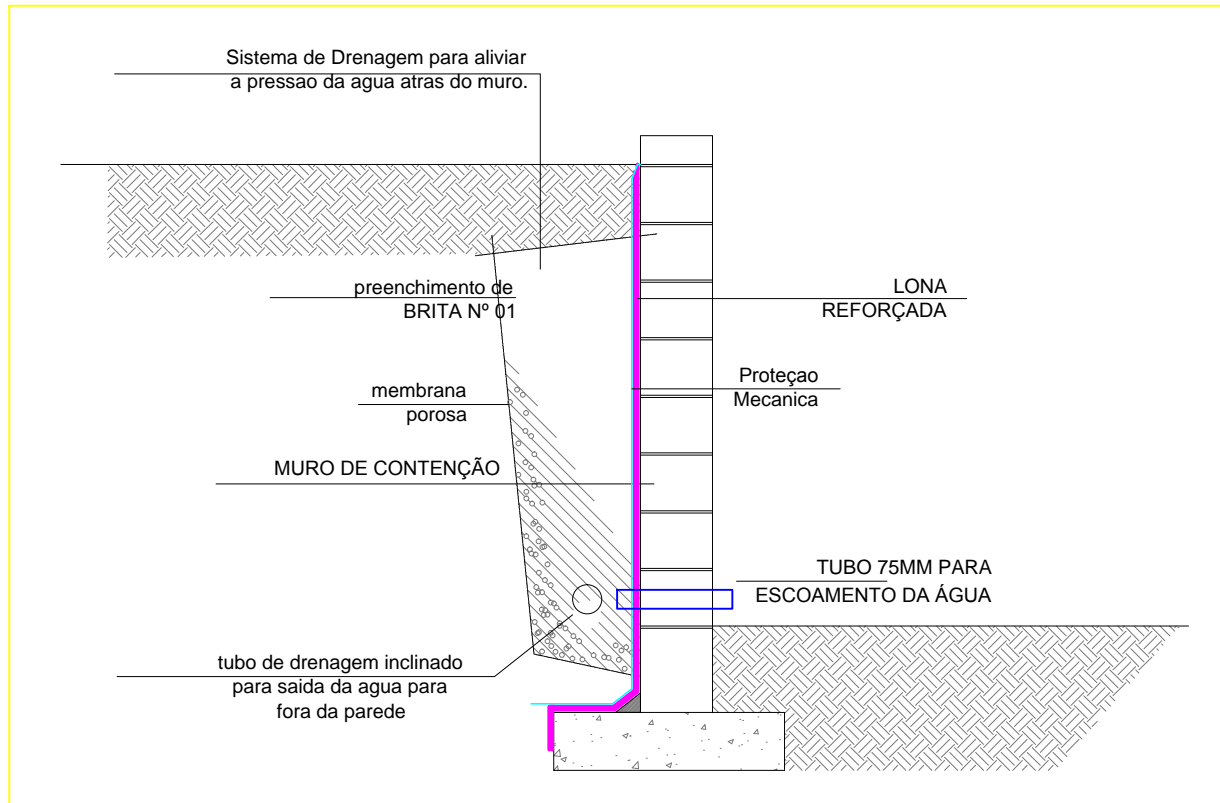 Sistema de Drenagem para aliviar
a pressao da agua atras do muro.
preenchimento de
BRITA Nº 01
LONA
REFORÇADA
membrana
porosa
Proteçao
Mecanica
MURO DE CONTENÇÃO
TUBO 75MM PARA
ESCOAMENTO DA ÁGUA
tubo de drenagem inclinado
para saida da agua para
fora da parede